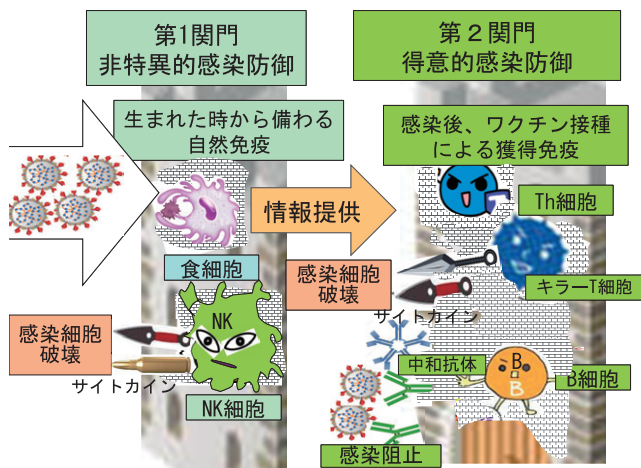 第1関門
非特異的感染防御
第２関門
得意的感染防御
生まれた時から備わる
自然免疫
感染後、ワクチン接種
による獲得免疫
情報提供
食細胞
Th細胞
キラーT細胞
感染細胞
破壊
サイトカイン
NK
感染細胞
破壊
サイトカイン
NK細胞
中和抗体
B
B
B細胞
感染阻止